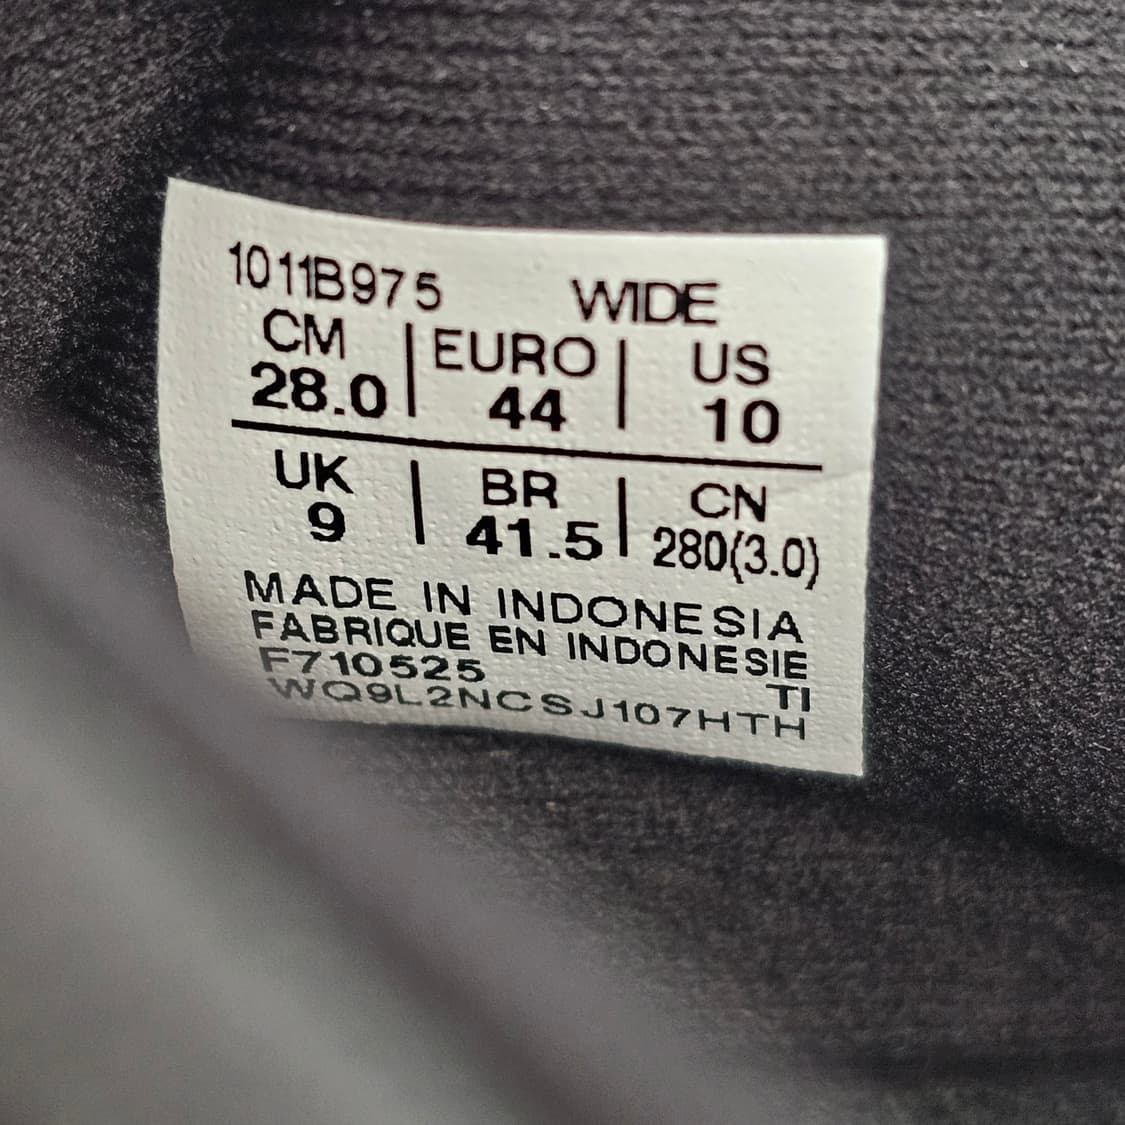 1011B975 WIDE
CM | EURO | US
28.0 | 44 | 10
UK | BR | CN
9 | 41.5 | 280(3.0)
MADE IN INDONESIA
FABRIQUE EN INDONESIE
F710525 TI
WQ9L2NCSJ107HTH